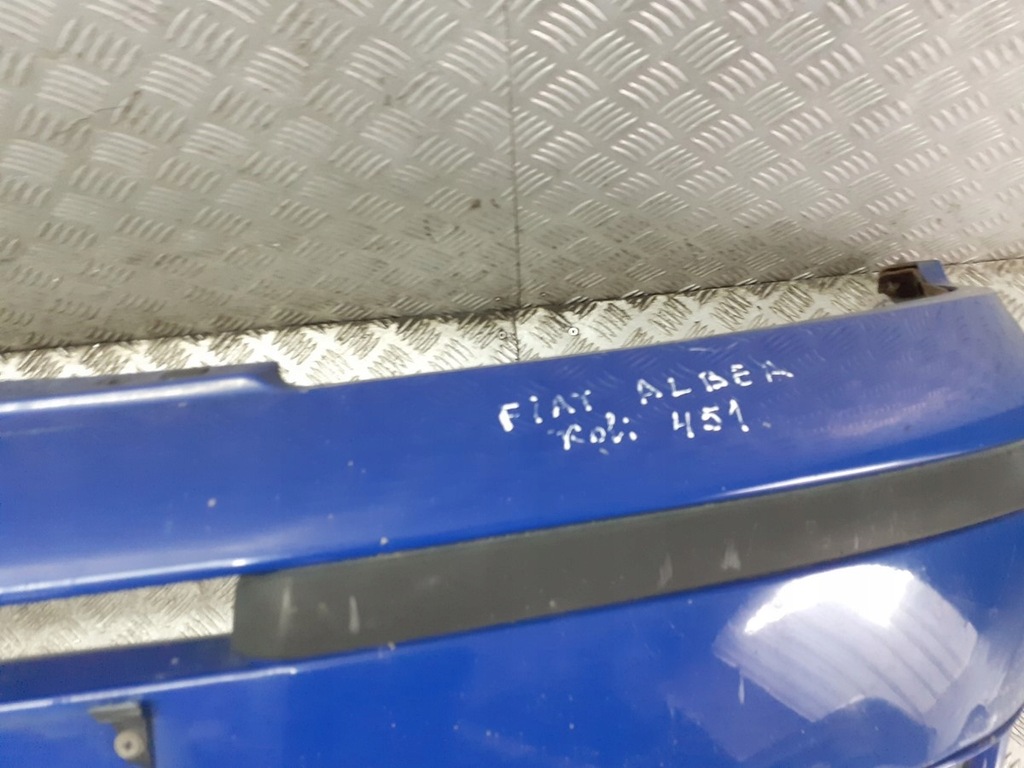 FIAT ALBEA
Kol: 451.